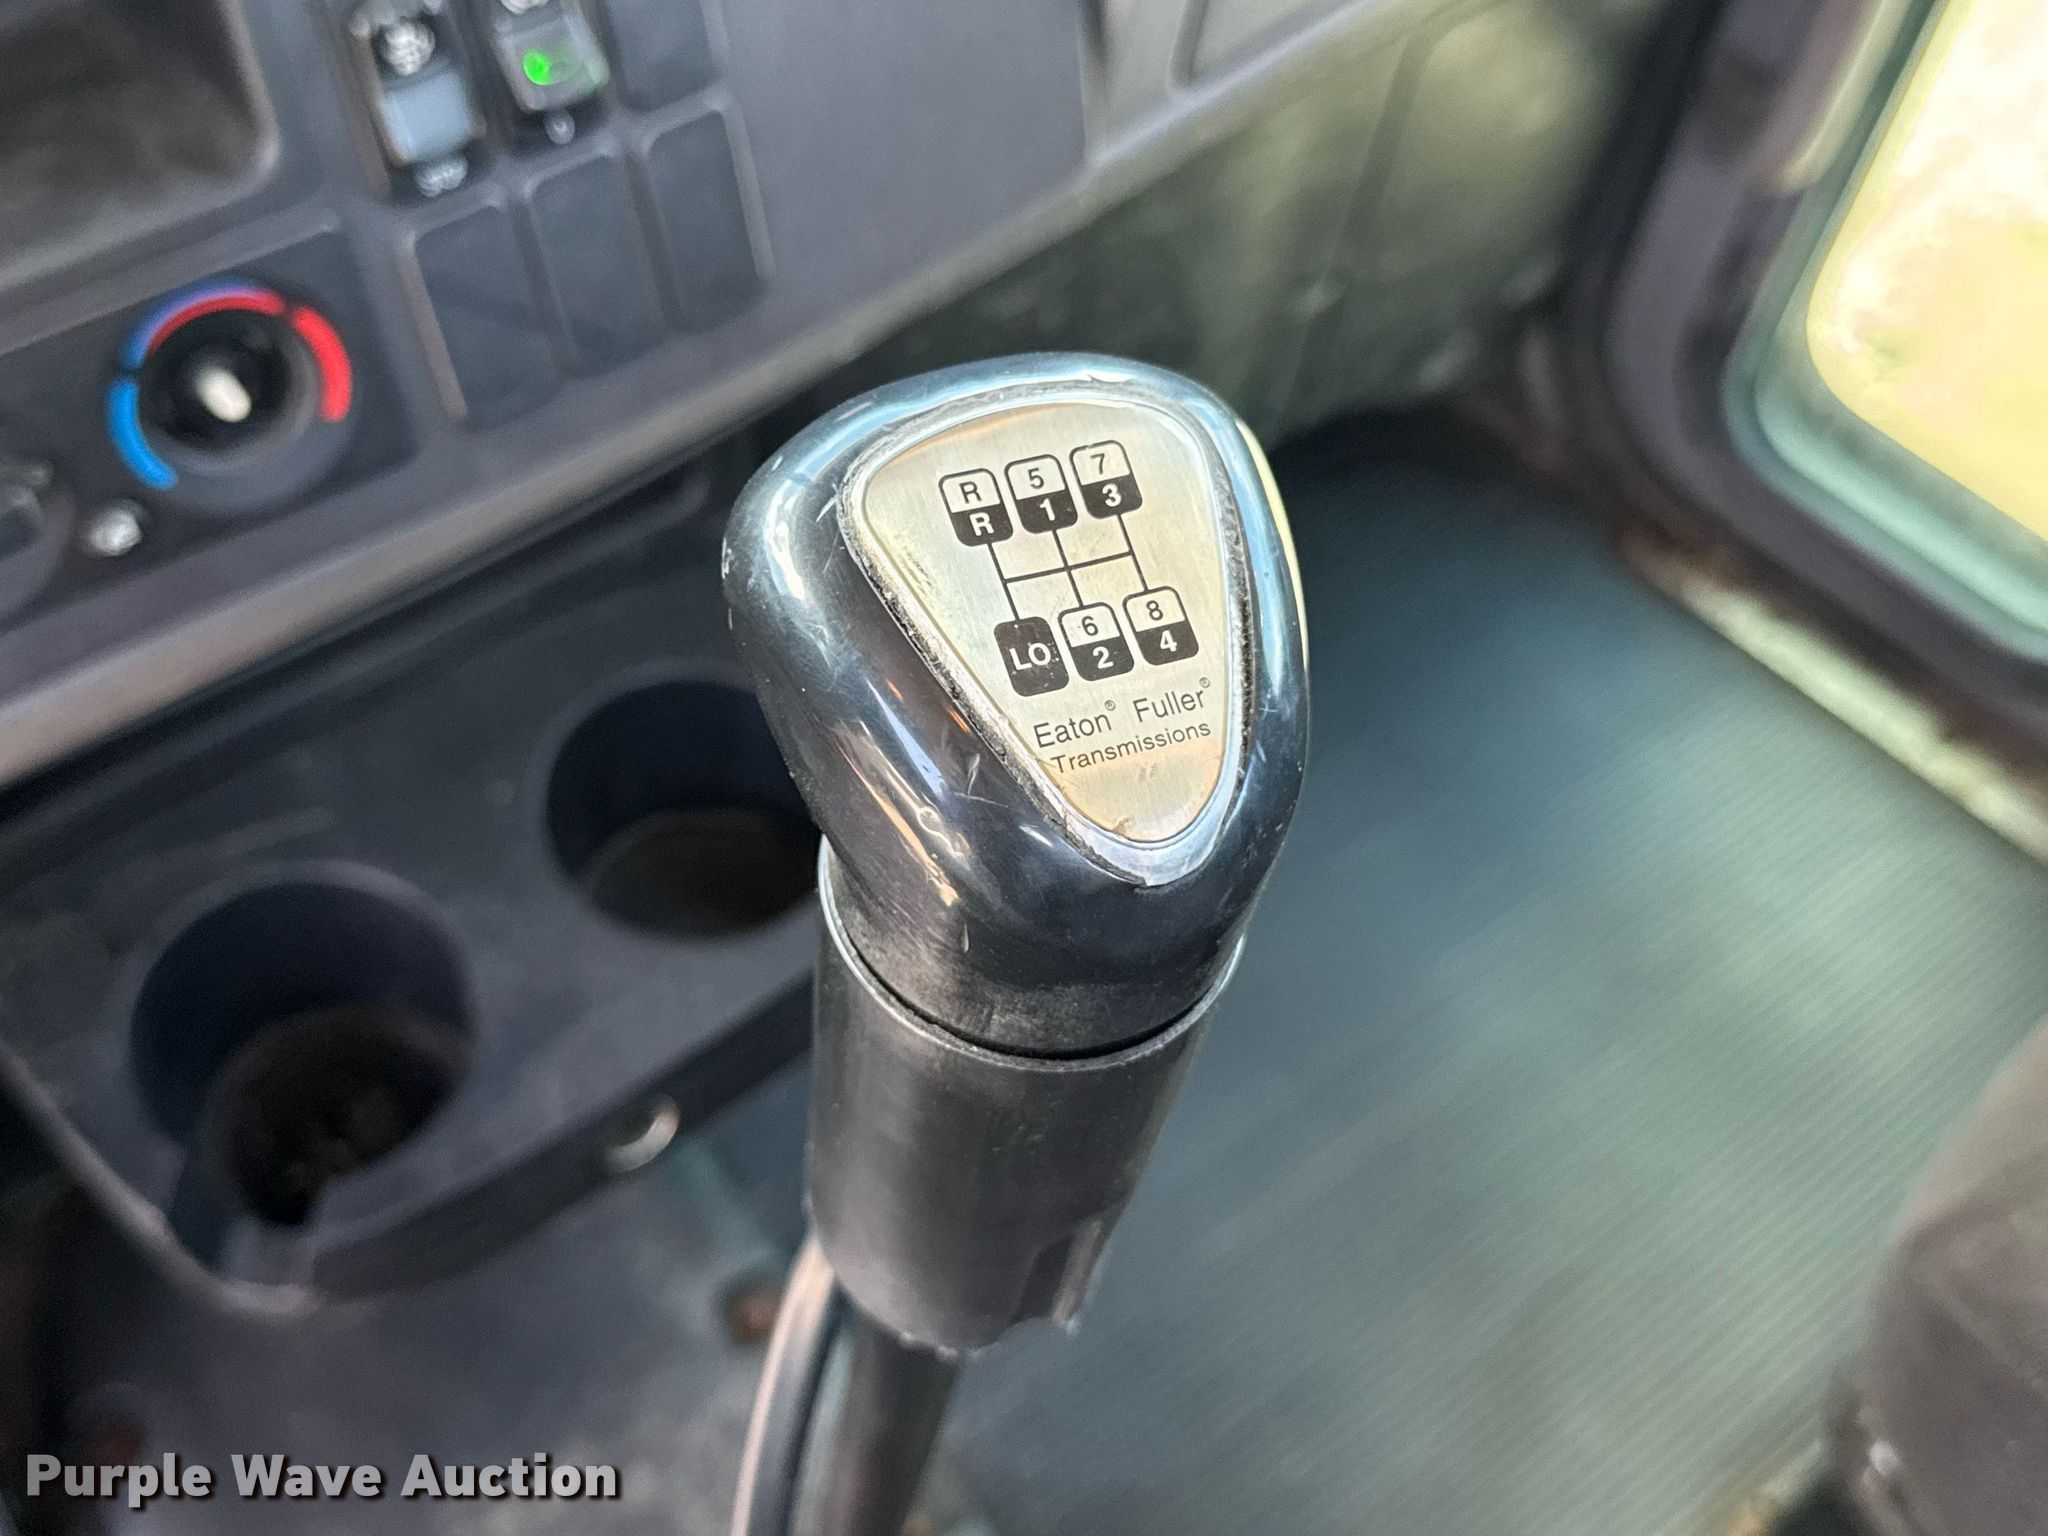 R 5 7
R 1 3
LO 6 8
2 4
Eaton® Fuller®
Transmissions
Purple Wave Auction